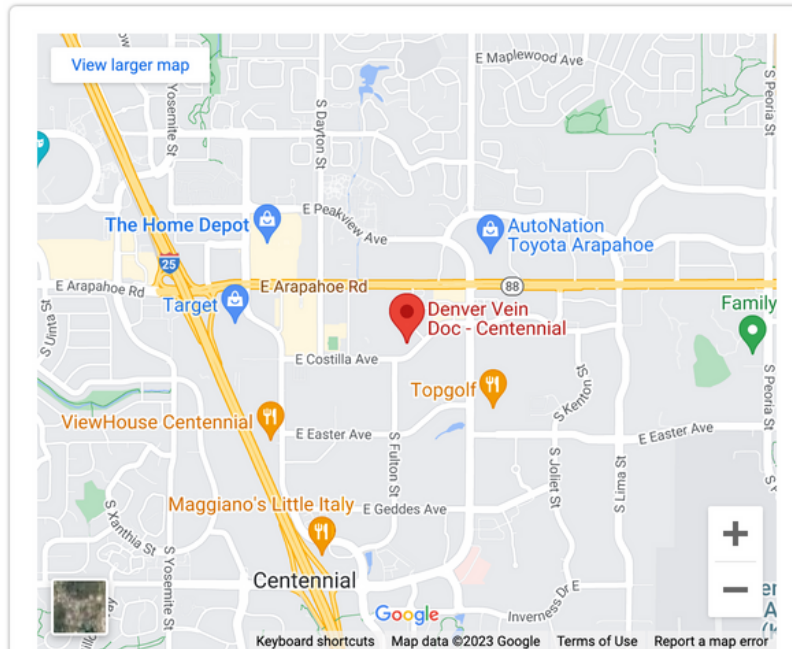 View larger map
E Maplewood Ave
Yosemite St
S Dayton St
S Peoria St
The Home Depot
E Peakview Ave
AutoNation
Toyota Arapahoe
25
E Arapahoe Rd
E Arapahoe Rd
88
Target
Denver Vein
Doc - Centennial
Family
S Uinta St
E Costilla Ave
Topgolf
S Kenton St
S Peoria St
ViewHouse Centennial
E Easter Ave
E Easter Ave
S Fulton St
S Joliet St
S Lima St
Maggiano's Little Italy
E Geddes Ave
S Xanthia St
S Yosemite St
Centennial
Inverness Dr E
+
−
Google
Keyboard shortcuts Map data ©2023 Google Terms of Use Report a map error